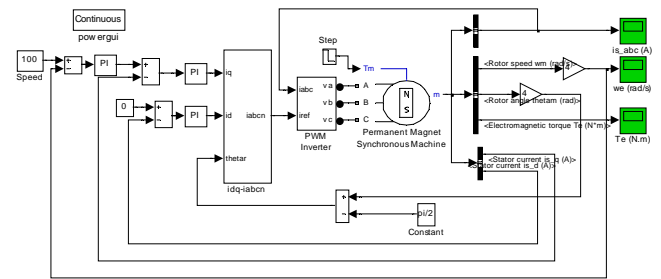 Continuous
powergui
100
Speed
PI
PI
iq
0
PI
id
iabcn
thetar
idq-iabcn
iabc
iref
va
vb
vc
PWM
Inverter
Step
Tm
A
B
C
m
N
S
Permanent Magnet
Synchronous Machine
pi/2
Constant
<Rotor speed wm (rad/s)>
4
<Rotor angle thetam (rad)>
4
<Electromagnetic torque Te (N*m)>
<Stator current is_q (A)>
<Stator current is_d (A)>
is_abc (A)
we (rad/s)
Te (N.m)